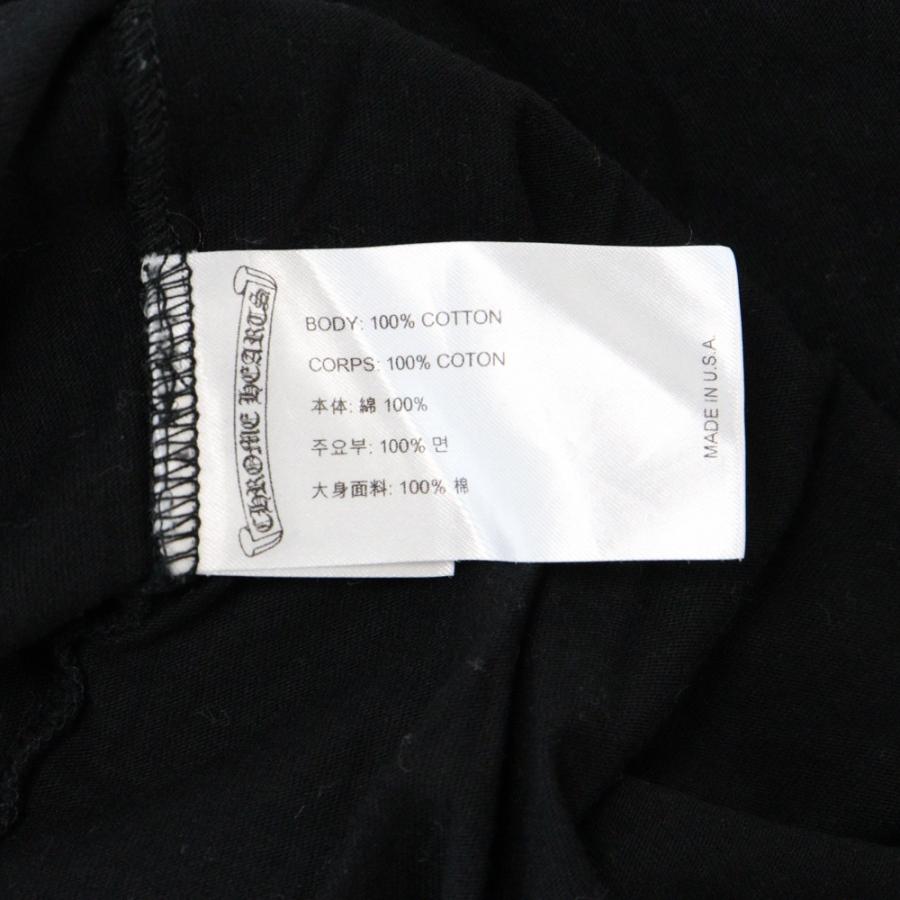 CHROME HEARTS
BODY: 100% COTTON
CORPS: 100% COTON
本体: 綿 100%
주요부: 100% 면
大身面料: 100% 棉
MADE IN U.S.A.